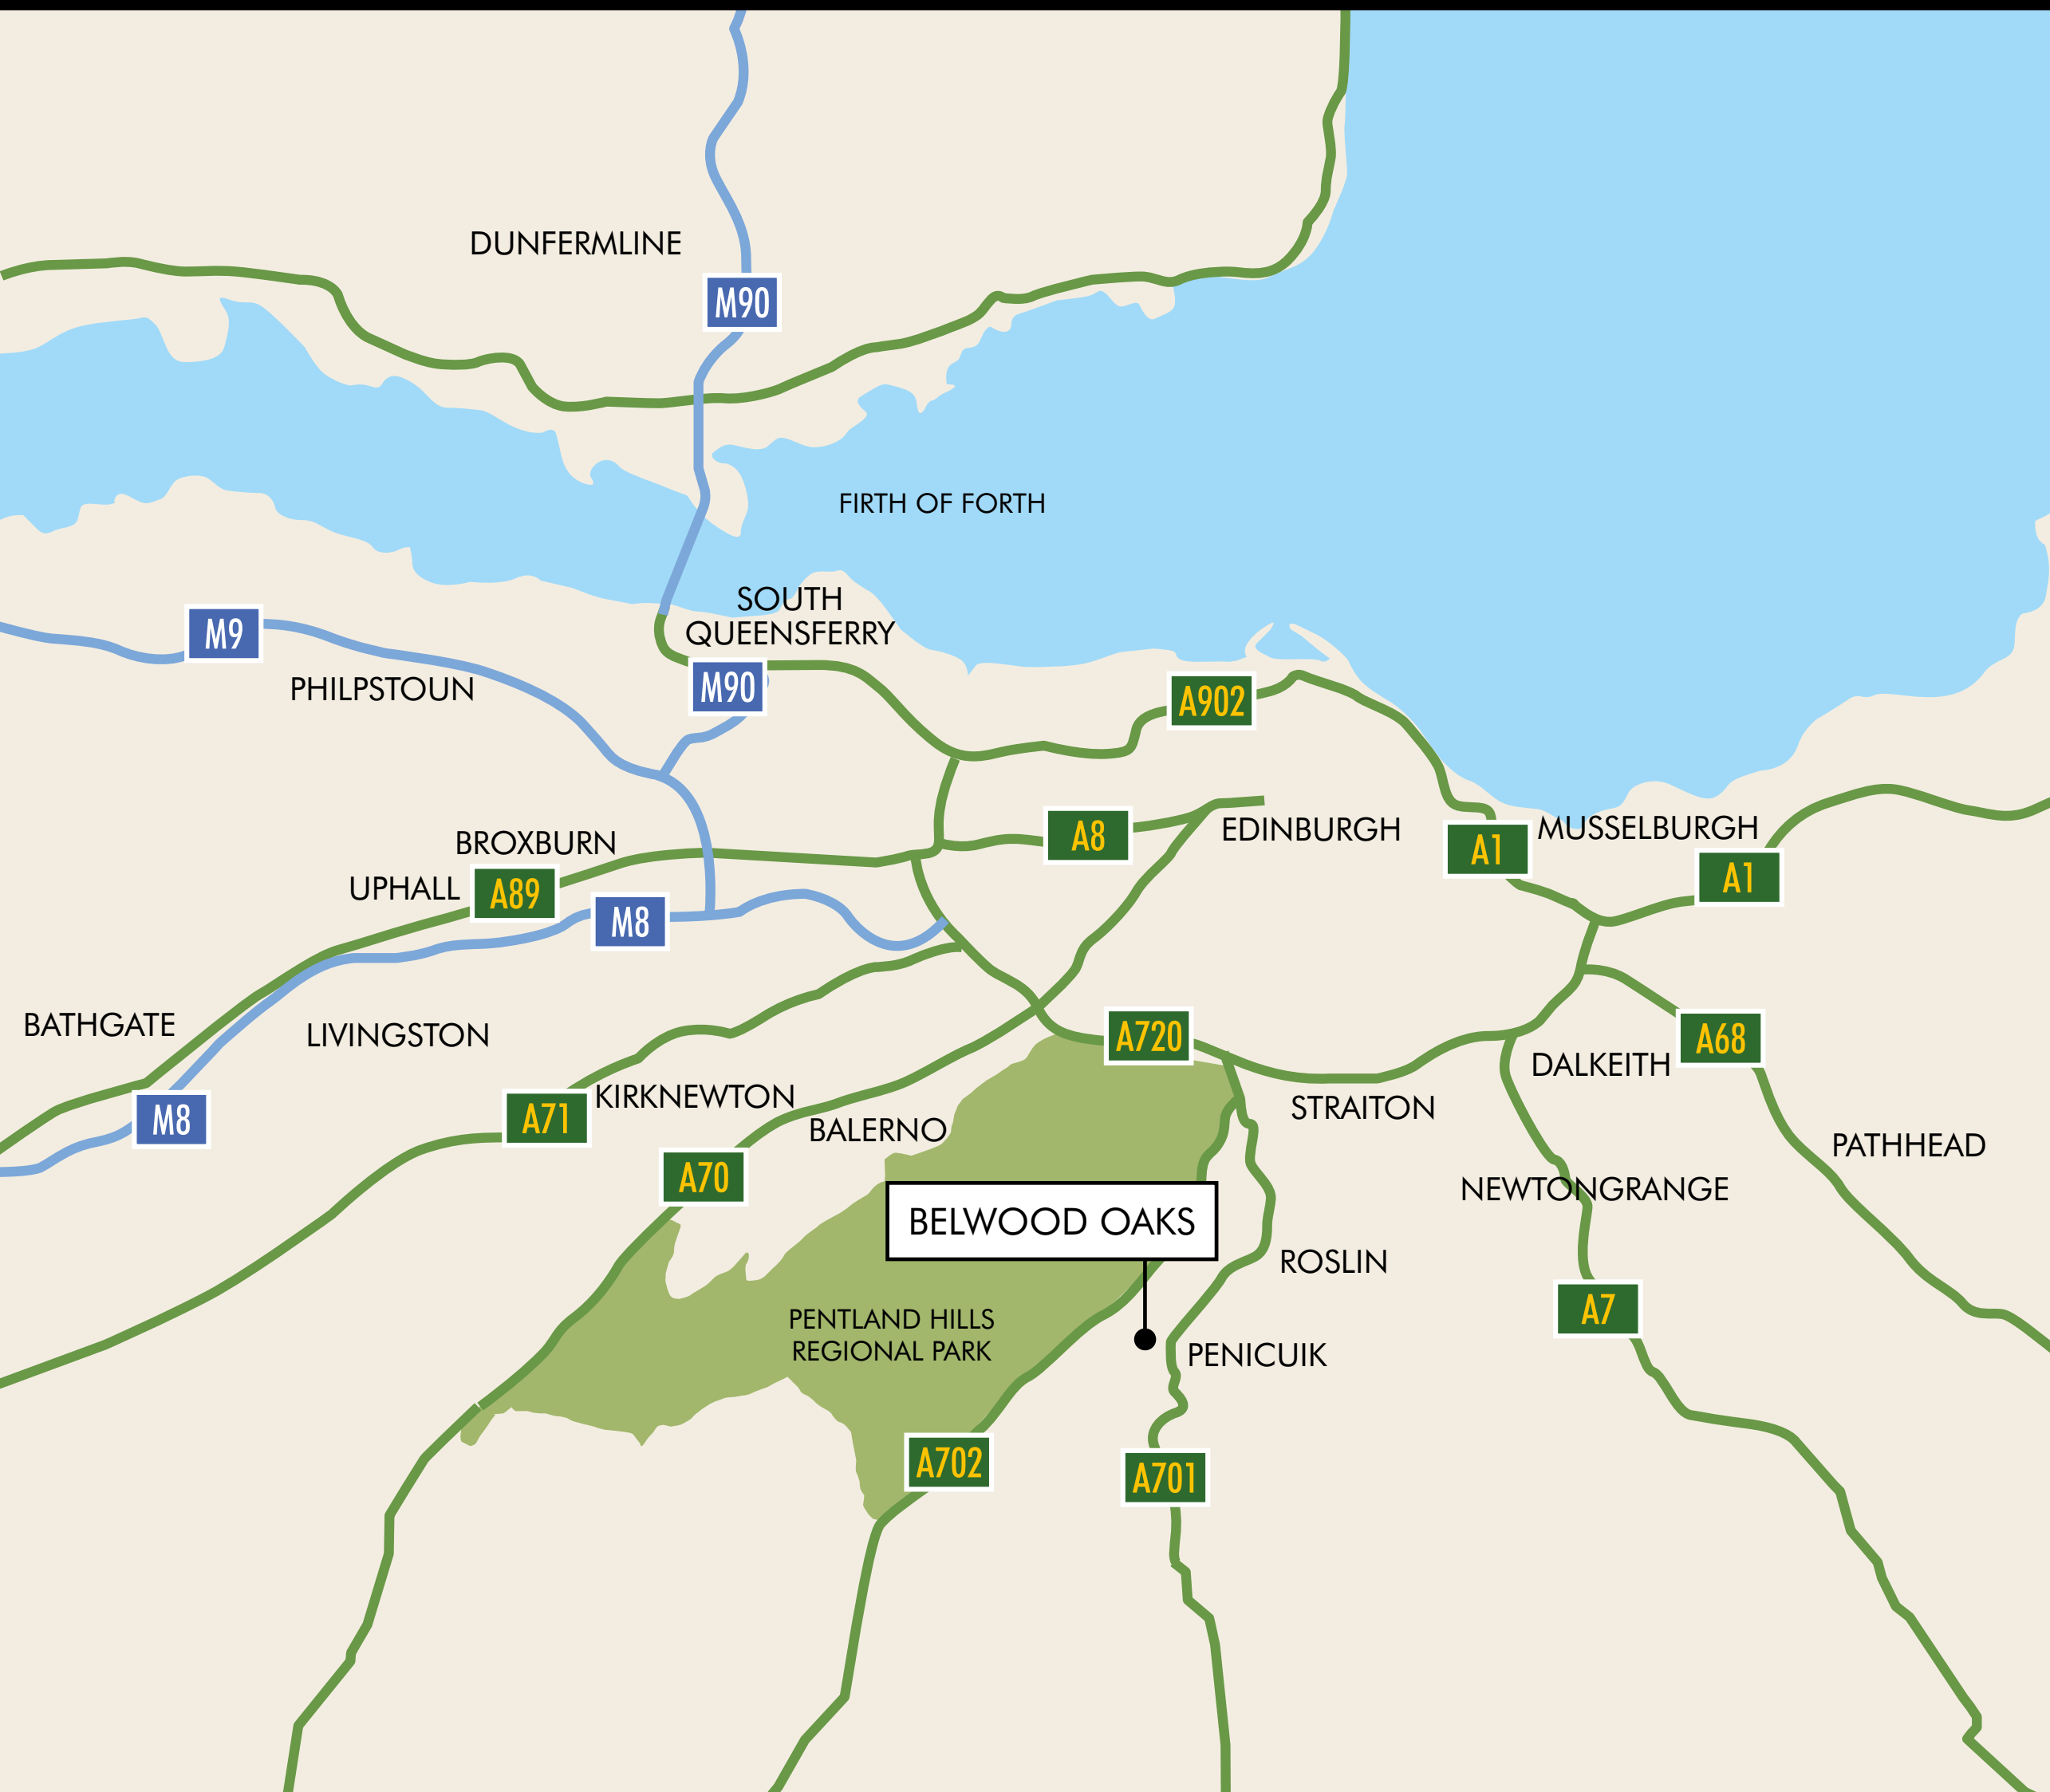 DUNFERMLINE
M90
FIRTH OF FORTH
SOUTH
QUEENSFERRY
M9
PHILPSTOUN
M90
A902
BROXBURN
A8
EDINBURGH
A1
MUSSELBURGH
A1
UPHALL
A89
M8
BATHGATE
LIVINGSTON
A720
A68
DALKEITH
M8
A71
KIRKNEWTON
BALERNO
STRAITON
PATHHEAD
A70
NEWTONGRANGE
BELWOOD OAKS
ROSLIN
A7
PENTLAND HILLS
REGIONAL PARK
PENICUIK
A702
A701